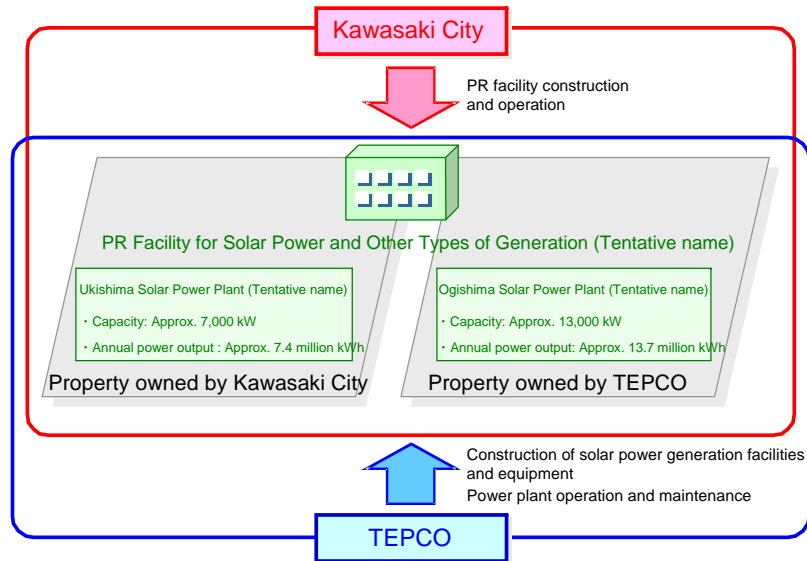 Kawasaki City
PR facility construction
and operation
PR Facility for Solar Power and Other Types of Generation (Tentative name)
Ukishima Solar Power Plant (Tentative name)
・Capacity: Approx. 7,000 kW
・Annual power output : Approx. 7.4 million kWh
Property owned by Kawasaki City
Ogishima Solar Power Plant (Tentative name)
・Capacity: Approx. 13,000 kW
・Annual power output: Approx. 13.7 million kWh
Property owned by TEPCO
Construction of solar power generation facilities
and equipment
Power plant operation and maintenance
TEPCO